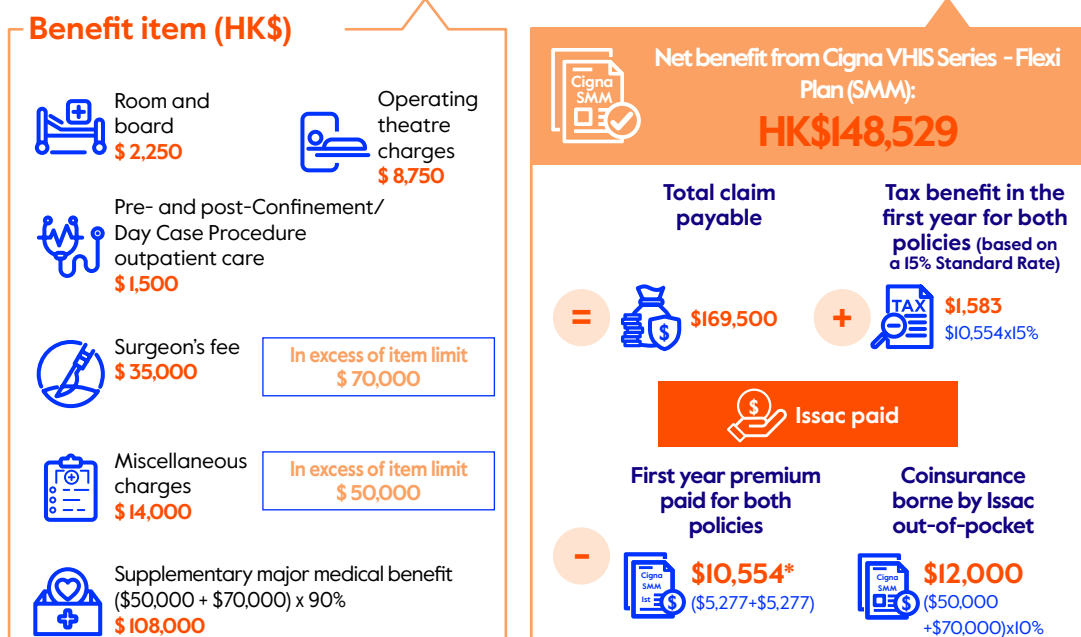 Benefit item (HK$)
Room and
board
$ 2,250
Operating
theatre
charges
$ 8,750
Pre- and post-Confinement/
Day Case Procedure
outpatient care
$ 1,500
Surgeon's fee
$ 35,000
In excess of item limit
$ 70,000
Miscellaneous
charges
$ 14,000
In excess of item limit
$ 50,000
Supplementary major medical benefit
($50,000 + $70,000) x 90%
$ 108,000
Cigna
SMM
Net benefit from Cigna VHIS Series - Flexi
Plan (SMM):
HK$148,529
Total claim
payable
=
$
$169,500
Tax benefit in the
first year for both
policies (based on
a 15% Standard Rate)
+
TAX
$1,583
$10,554x15%
$
Issac paid
First year premium
paid for both
policies
-
Cigna
SMM
1st
$
$10,554*
($5,277+$5,277)
Coinsurance
borne by Issac
out-of-pocket
Cigna
SMM
$
$12,000
($50,000
+$70,000)x10%